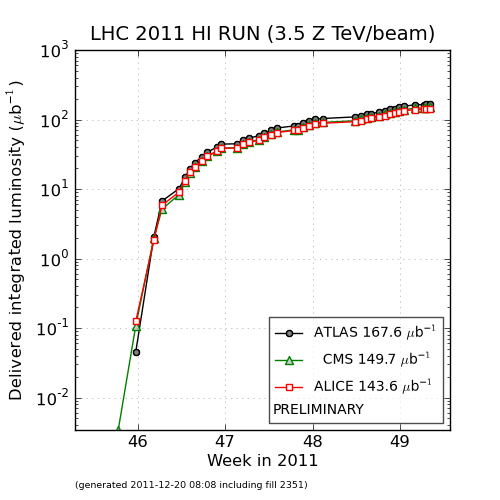 LHC 2011 HI RUN (3.5 Z TeV/beam)
Delivered integrated luminosity (μb⁻¹)
10³
10²
10¹
10⁰
10⁻¹
10⁻²
ATLAS 167.6 μb⁻¹
CMS 149.7 μb⁻¹
ALICE 143.6 μb⁻¹
PRELIMINARY
46 47 48 49
Week in 2011
(generated 2011-12-20 08:08 including fill 2351)